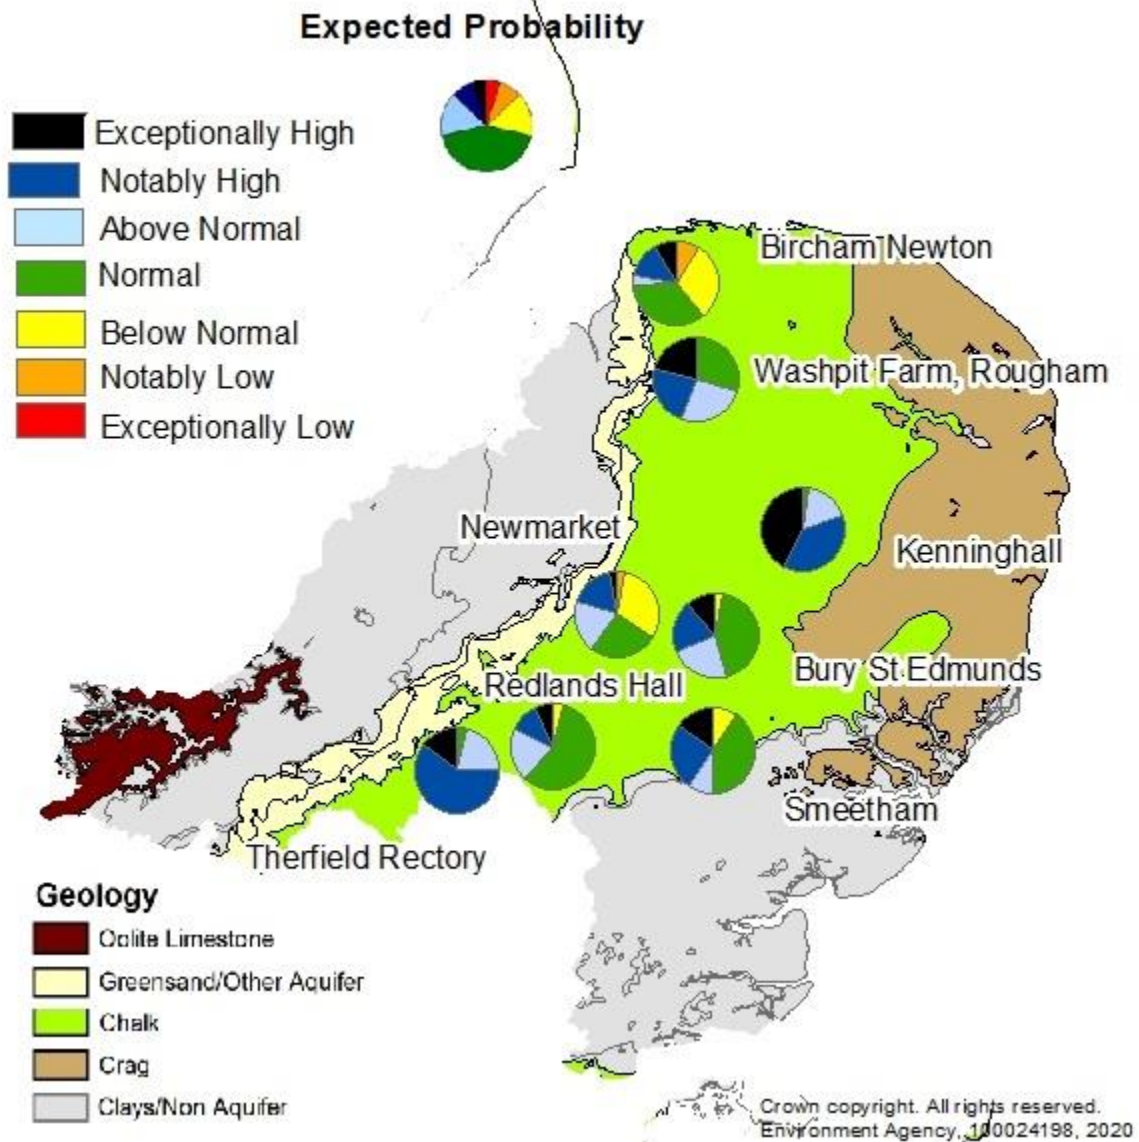 Expected Probability
Exceptionally High
Notably High
Above Normal
Normal
Below Normal
Notably Low
Exceptionally Low
Bircham Newton
Washpit Farm, Rougham
Newmarket
Kenninghall
Redlands Hall
Bury St Edmunds
Smeetham
Therfield Rectory
Geology
Oolite Limestone
Greensand/Other Aquifer
Chalk
Crag
Clays/Non Aquifer
Crown copyright. All rights reserved.
Environment Agency, 100024198, 2020